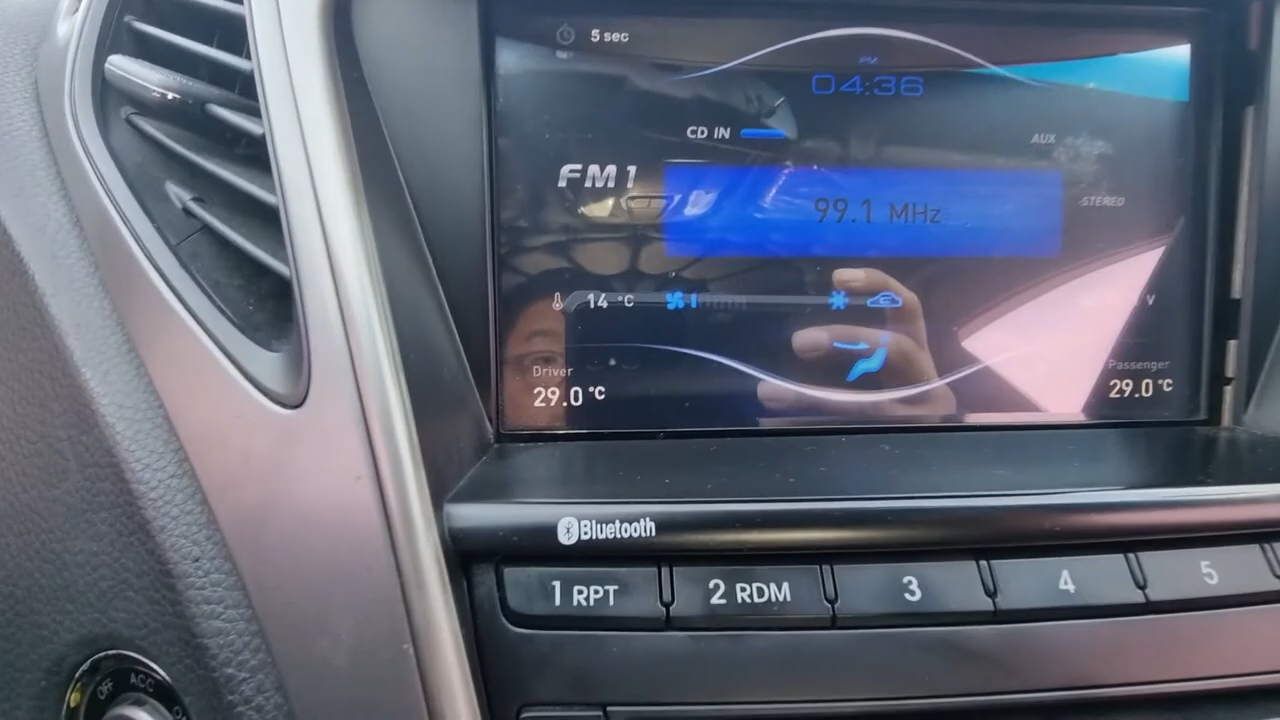 5 sec
PM
04:36
CD IN
AUX
FM1
99.1 MHz
STEREO
14 °C
Driver
29.0 °C
Passenger
29.0 °C
Bluetooth
1 RPT
2 RDM
3
4
5
OFF
ACC